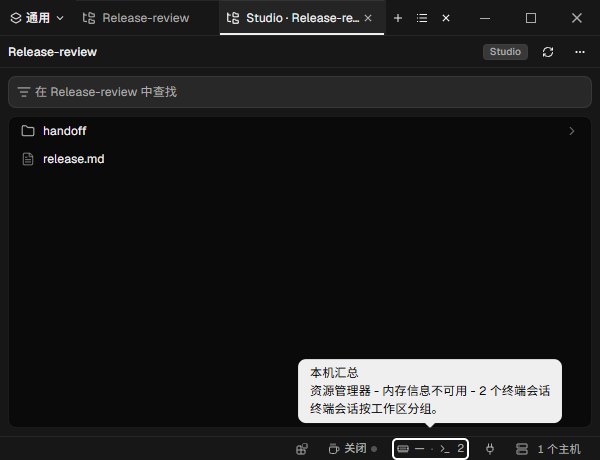 通用
Release-review
Studio · Release-re...
Release-review
Studio
在 Release-review 中查找
handoff
release.md
本机汇总
资源管理器 - 内存信息不可用 - 2 个终端会话
终端会话按工作区分组。
关闭
— · 2
1 个主机